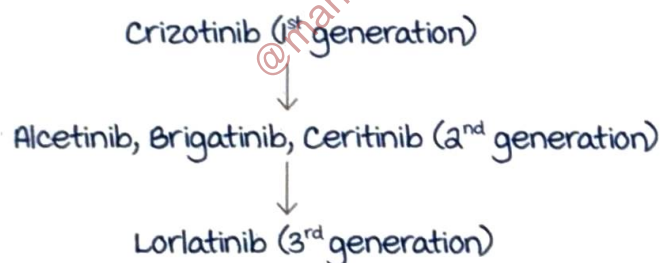 Crizotinib (1st generation)
Alcetinib, Brigatinib, Ceritinib (2nd generation)
Lorlatinib (3rd generation)